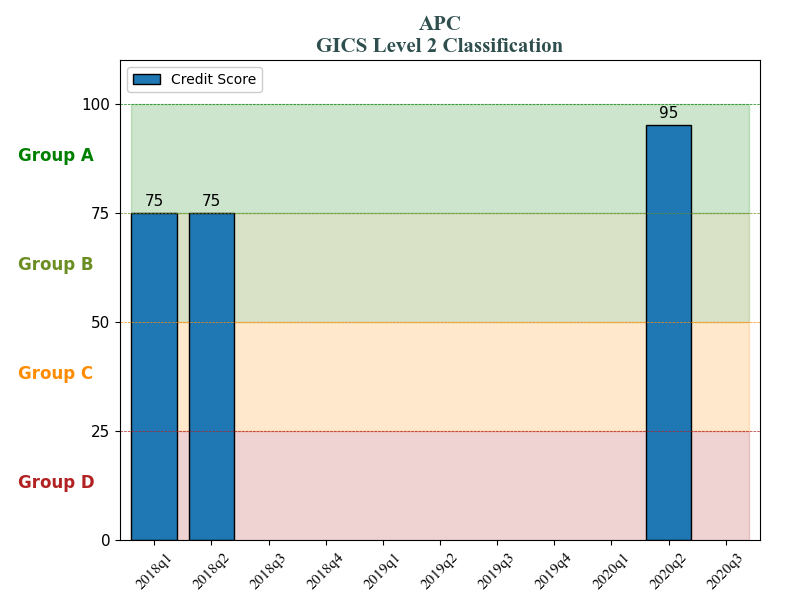 APC
GICS Level 2 Classification
Credit Score
100
95
Group A
75
75
75
Group B
50
Group C
25
Group D
0
2018q1
2018q2
2018q3
2018q4
2019q1
2019q2
2019q3
2019q4
2020q1
2020q2
2020q3